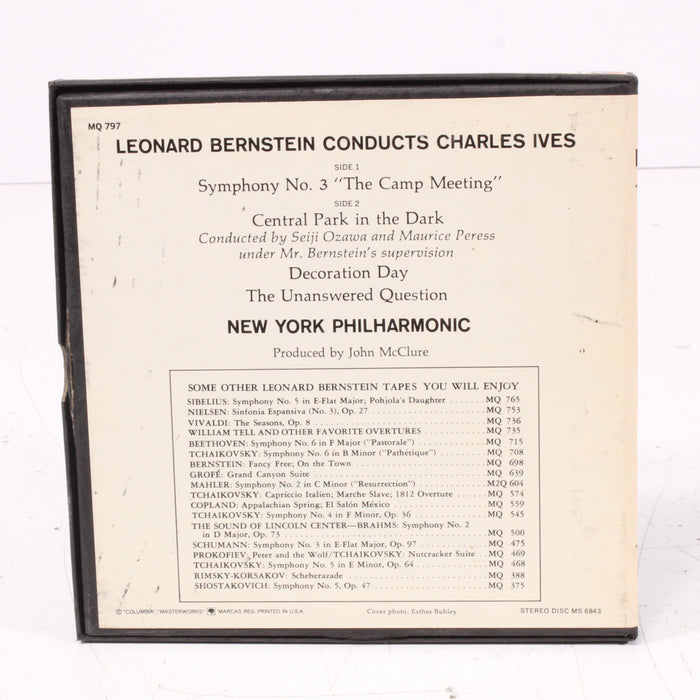 MQ 797
LEONARD BERNSTEIN CONDUCTS CHARLES IVES
SIDE 1
Symphony No. 3 "The Camp Meeting"
SIDE 2
Central Park in the Dark
Conducted by Seiji Ozawa and Maurice Peress
under Mr. Bernstein's supervision
Decoration Day
The Unanswered Question
NEW YORK PHILHARMONIC
Produced by John McClure
SOME OTHER LEONARD BERNSTEIN TAPES YOU WILL ENJOY
SIBELIUS: Symphony No. 5 in E-Flat Major; Pohjola's Daughter . . . . . . . MQ 765
NIELSEN: Sinfonia Espansiva (No. 3), Op. 27 . . . . . . . . . . . . . . . . . . . . MQ 753
VIVALDI: The Seasons, Op. 8 . . . . . . . . . . . . . . . . . . . . . . . . . . . . . . MQ 736
WILLIAM TELL AND OTHER FAVORITE OVERTURES . . . . . . . . . . . MQ 735
BEETHOVEN: Symphony No. 6 in F Major ("Pastorale") . . . . . . . . . . . . MQ 715
TCHAIKOVSKY: Symphony No. 6 in B Minor ("Pathétique") . . . . . . . . . MQ 708
BERNSTEIN: Fancy Free; On the Town . . . . . . . . . . . . . . . . . . . . . . . MQ 698
GROFÉ: Grand Canyon Suite . . . . . . . . . . . . . . . . . . . . . . . . . . . . . MQ 639
MAHLER: Symphony No. 2 in C Minor ("Resurrection") . . . . . . . . . . . M2Q 604
TCHAIKOVSKY: Capriccio Italien; Marche Slave; 1812 Overture . . . . . . MQ 574
COPLAND: Appalachian Spring; El Salón México . . . . . . . . . . . . . . . . MQ 559
TCHAIKOVSKY: Symphony No. 4 in F Minor, Op. 36 . . . . . . . . . . . . . MQ 545
THE SOUND OF LINCOLN CENTER—BRAHMS: Symphony No. 2
in D Major, Op. 73 . . . . . . . . . . . . . . . . . . . . . . . . . . . . . . . . . . . MQ 500
SCHUMANN: Symphony No. 3 in E-Flat Major, Op. 97 . . . . . . . . . . . . MQ 475
PROKOFIEV: Peter and the Wolf/TCHAIKOVSKY: Nutcracker Suite . . MQ 469
TCHAIKOVSKY: Symphony No. 5 in E Minor, Op. 64 . . . . . . . . . . . . . MQ 468
RIMSKY-KORSAKOV: Scheherazade . . . . . . . . . . . . . . . . . . . . . . . . MQ 388
SHOSTAKOVICH: Symphony No. 5, Op. 47 . . . . . . . . . . . . . . . . . . . . MQ 375
℗ "COLUMBIA", "MASTERWORKS" MARCAS REG. PRINTED IN U.S.A. Cover photo: Esther Bubley STEREO DISC MS 6843